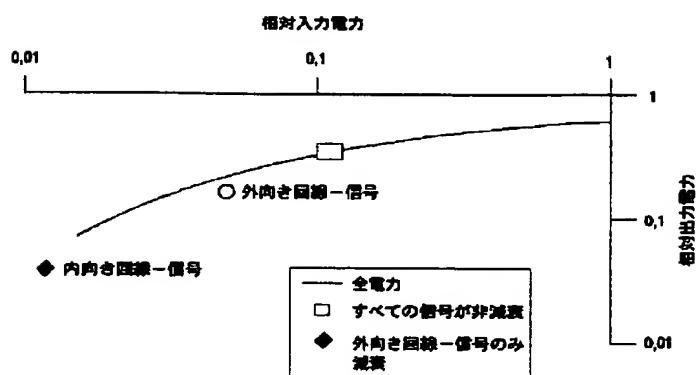 相対入力電力
0,01
0,1
1
1
外向き回線－信号
0,1
相対出力電力
内向き回線－信号
全電力
すべての信号が非減衰
外向き回線－信号のみ
減衰
0,01